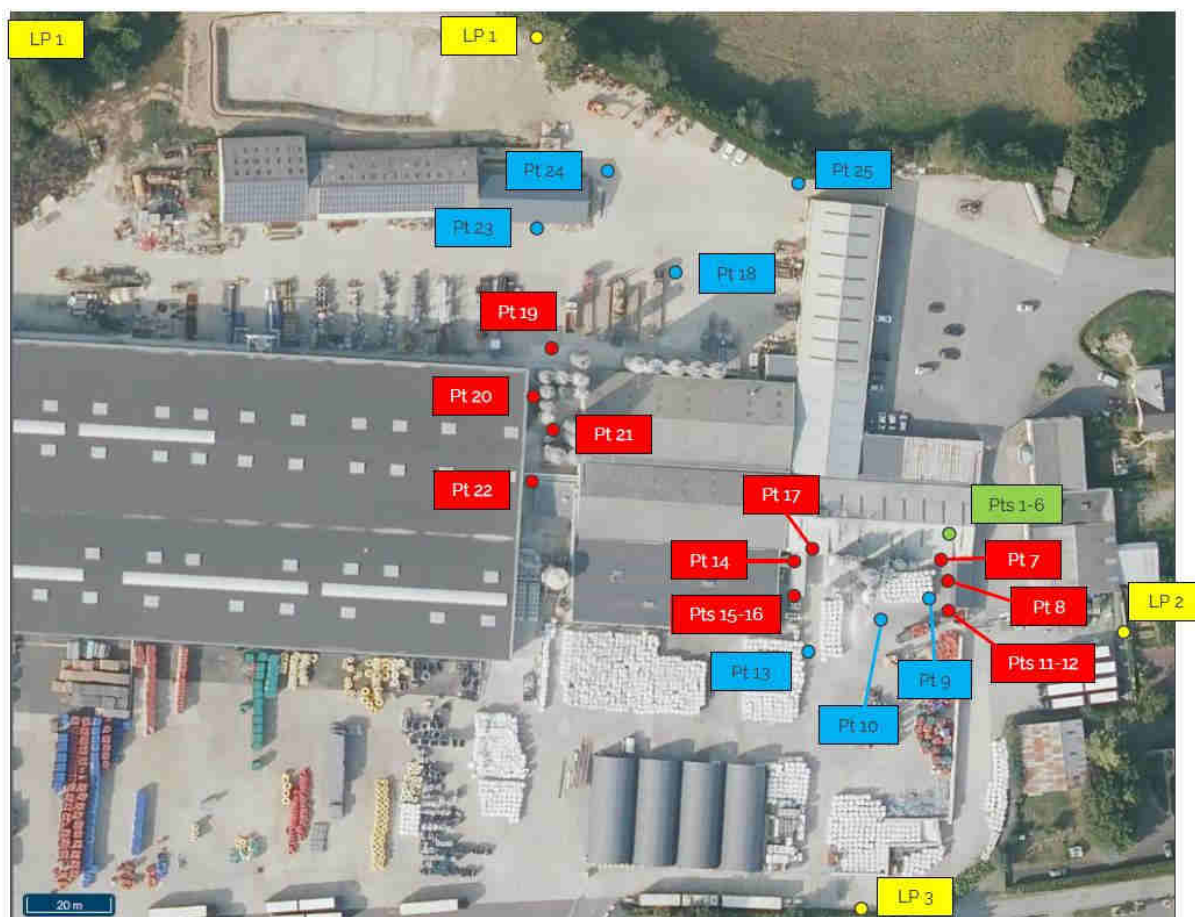 LP 1
LP 1
Pt 24
Pt 25
Pt 23
Pt 18
Pt 19
Pt 20
Pt 21
Pt 22
Pt 17
Pts 1-6
Pt 14
Pt 7
Pts 15-16
Pt 8
LP 2
Pts 11-12
Pt 13
Pt 9
Pt 10
LP 3
20 m